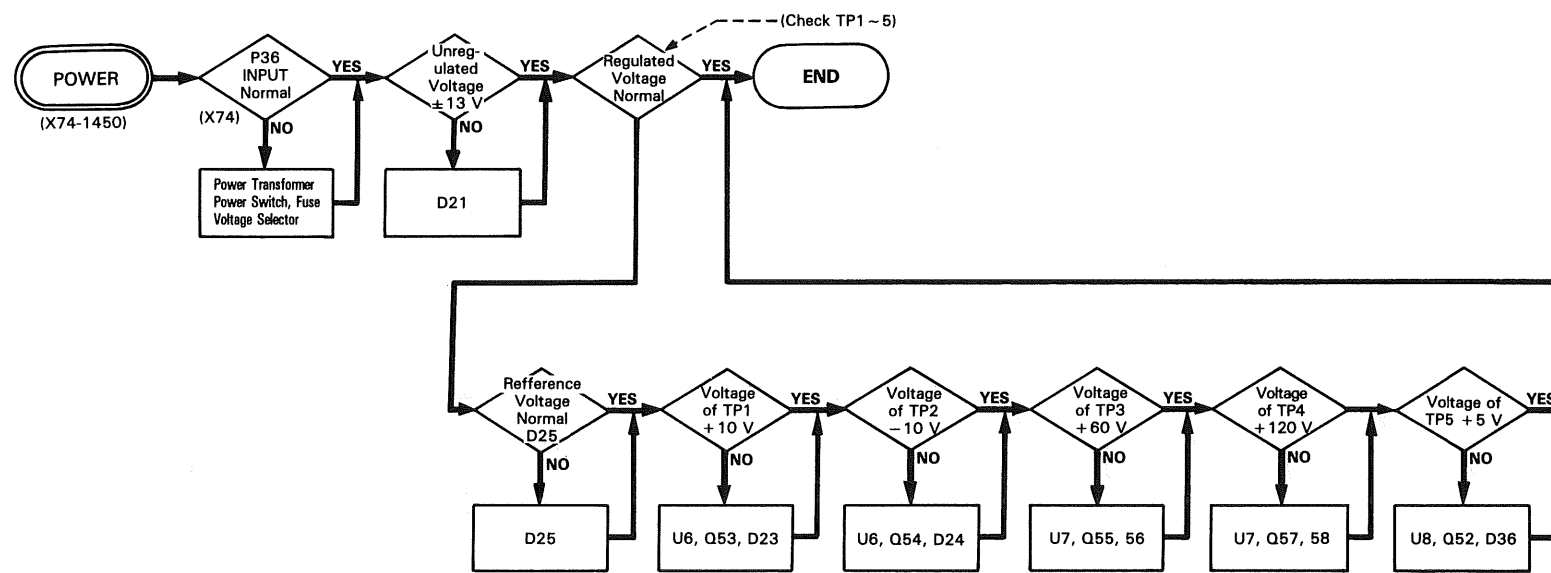 (Check TP1 ~ 5)
POWER
(X74-1450)
P36
INPUT
Normal
(X74)
YES
NO
Power Transformer
Power Switch, Fuse
Voltage Selector
Unreg-
ulated
Voltage
± 13 V
YES
NO
D21
Regulated
Voltage
Normal
YES
END
Refference
Voltage
Normal
D25
YES
NO
D25
Voltage
of TP1
+ 10 V
YES
NO
U6, Q53, D23
Voltage
of TP2
− 10 V
YES
NO
U6, Q54, D24
Voltage
of TP3
+ 60 V
YES
NO
U7, Q55, 56
Voltage
of TP4
+ 120 V
NO
U7, Q57, 58
Voltage of
TP5 + 5 V
YES
NO
U8, Q52, D36